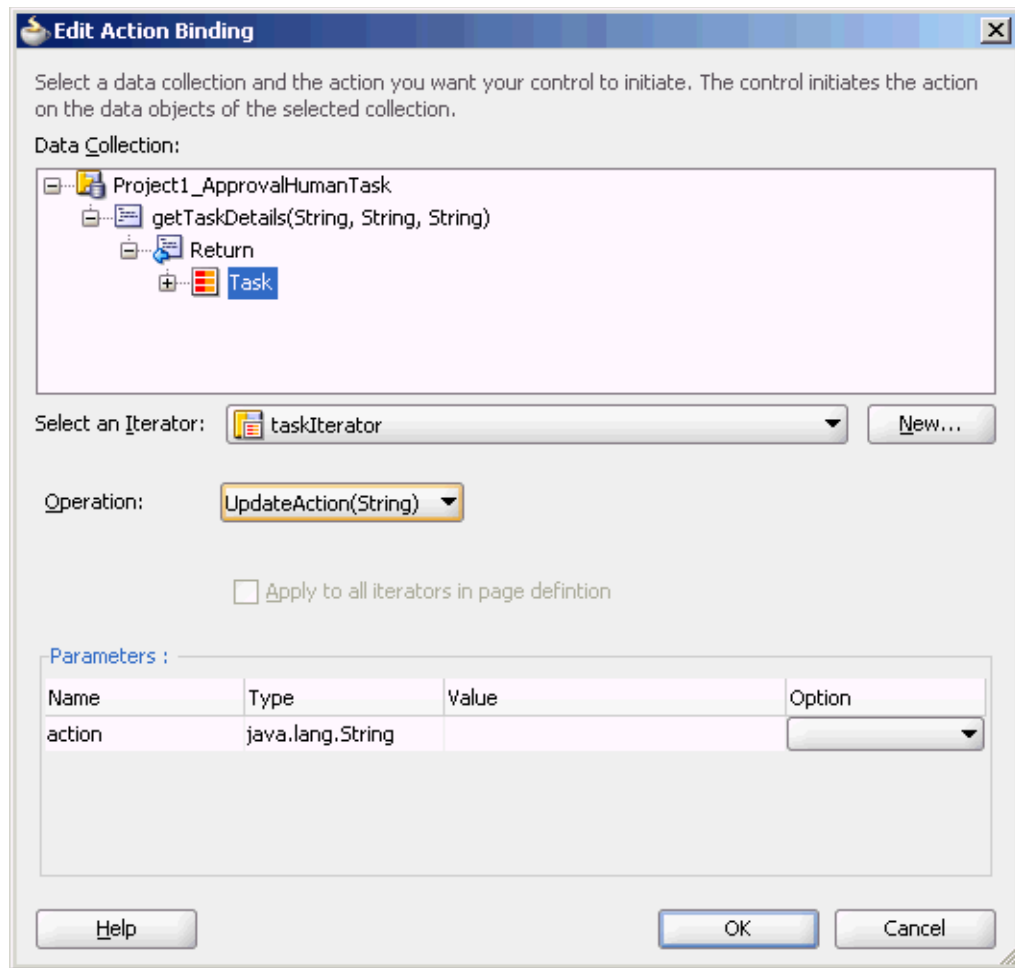 Edit Action Binding
Select a data collection and the action you want your control to initiate. The control initiates the action
on the data objects of the selected collection.
Data Collection:
Project1_ApprovalHumanTask
getTaskDetails(String, String, String)
Return
Task
Select an Iterator: taskIterator New...
Operation: UpdateAction(String)
Apply to all iterators in page defintion
Parameters :
Name Type Value Option
action java.lang.String
Help OK Cancel